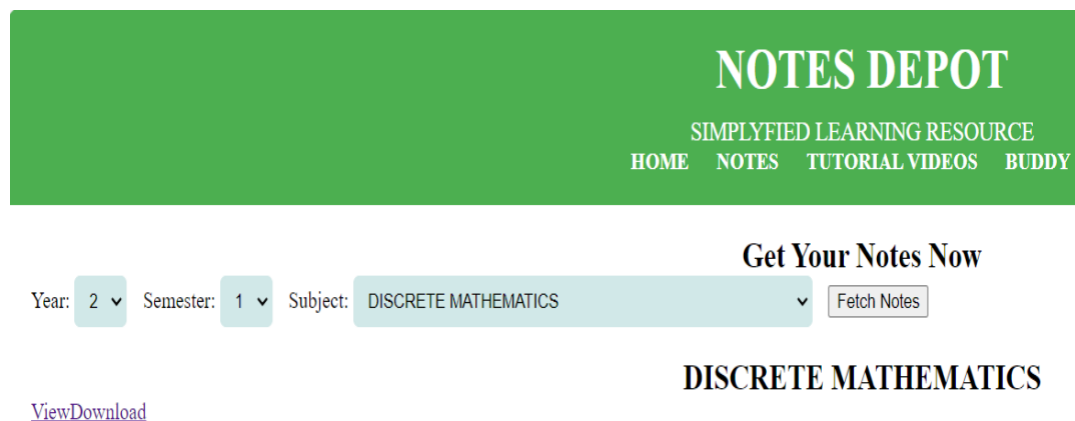 NOTES DEPOT
SIMPLYFIED LEARNING RESOURCE
HOME NOTES TUTORIAL VIDEOS BUDDY
Get Your Notes Now
Year: 2 Semester: 1 Subject: DISCRETE MATHEMATICS Fetch Notes
DISCRETE MATHEMATICS
ViewDownload